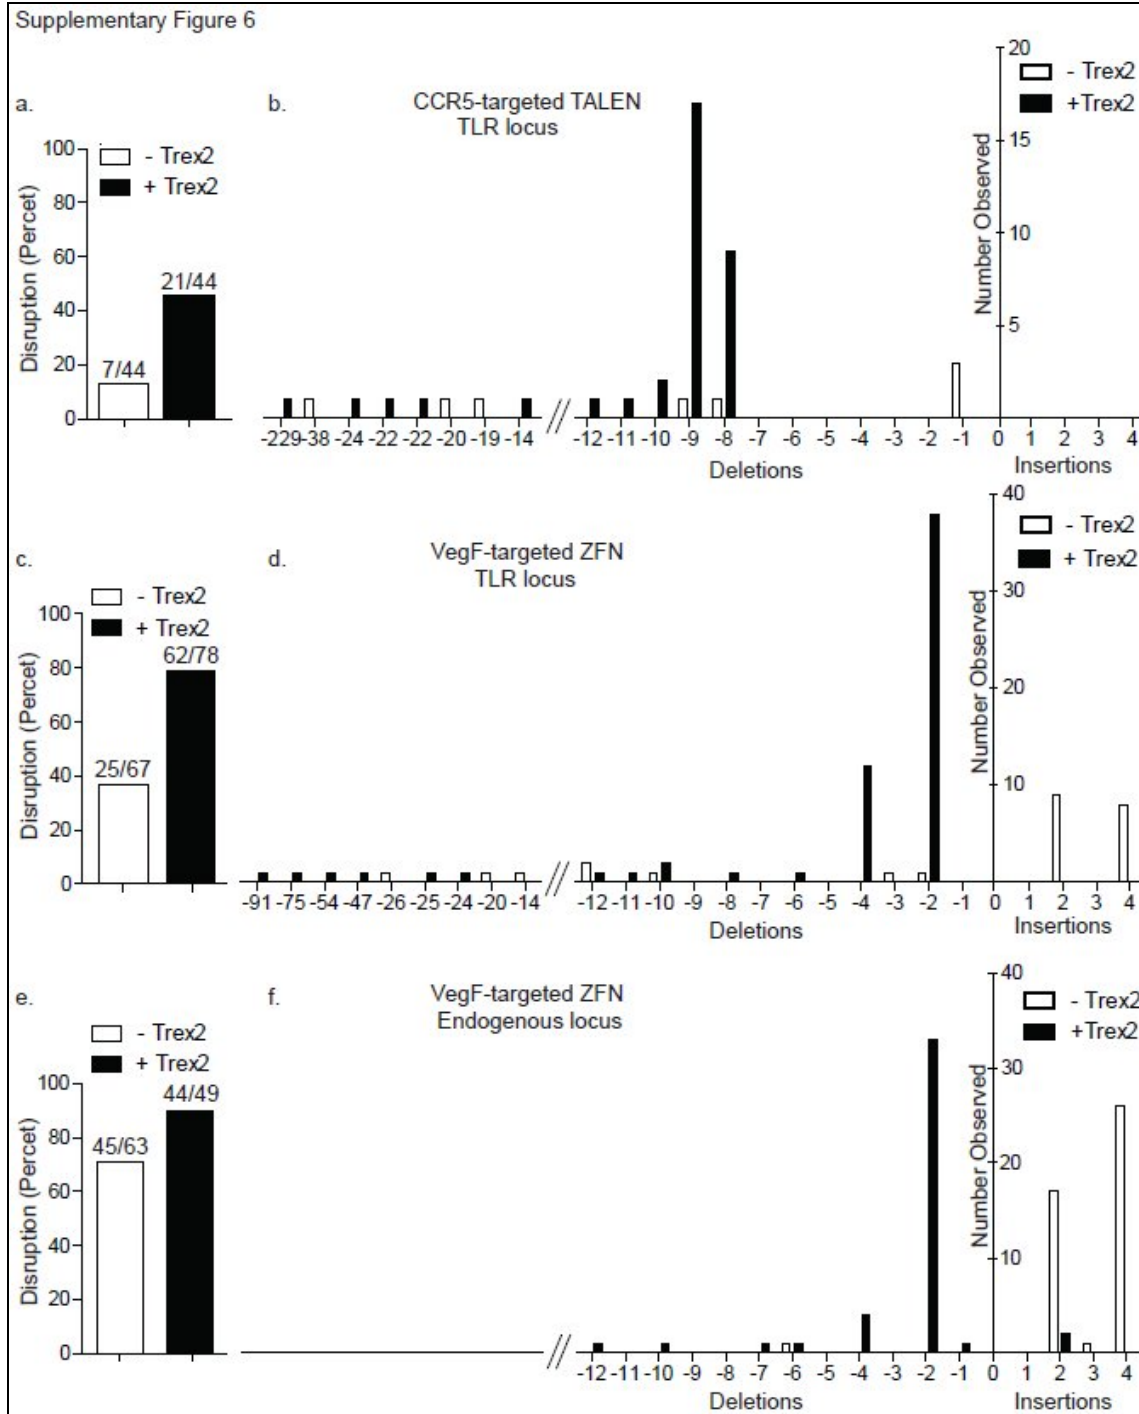 Supplementary Figure 6
a.
- Trex2
+ Trex2
Disruption (Percet)
100
80
60
40
20
0
7/44
21/44
b.
CCR5-targeted TALEN
TLR locus
- Trex2
+Trex2
Number Observed
20
15
10
5
-229 -38 -24 -22 -22 -20 -19 -14 // -12 -11 -10 -9 -8 -7 -6 -5 -4 -3 -2 -1 0 1 2 3 4
Deletions Insertions
c.
- Trex2
+ Trex2
Disruption (Percet)
100
80
60
40
20
0
25/67
62/78
d.
VegF-targeted ZFN
TLR locus
- Trex2
+ Trex2
Number Observed
40
30
20
10
-91 -75 -54 -47 -26 -25 -24 -20 -14 // -12 -11 -10 -9 -8 -7 -6 -5 -4 -3 -2 -1 0 1 2 3 4
Deletions Insertions
e.
- Trex2
+ Trex2
Disruption (Percet)
100
80
60
40
20
0
45/63
44/49
f.
VegF-targeted ZFN
Endogenous locus
- Trex2
+Trex2
Number Observed
40
30
20
10
// -12 -11 -10 -9 -8 -7 -6 -5 -4 -3 -2 -1 0 1 2 3 4
Deletions Insertions